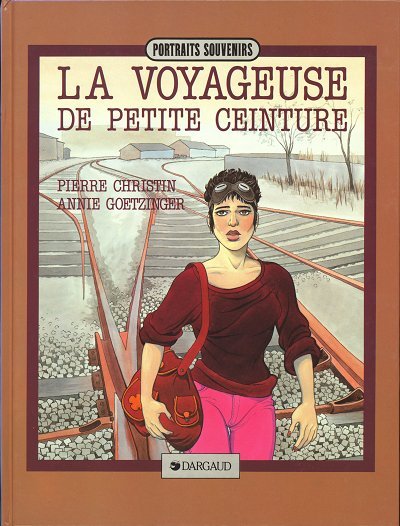 PORTRAITS SOUVENIRS
LA VOYAGEUSE
DE PETITE CEINTURE
PIERRE CHRISTIN
ANNIE GOETZINGER
DARGAUD